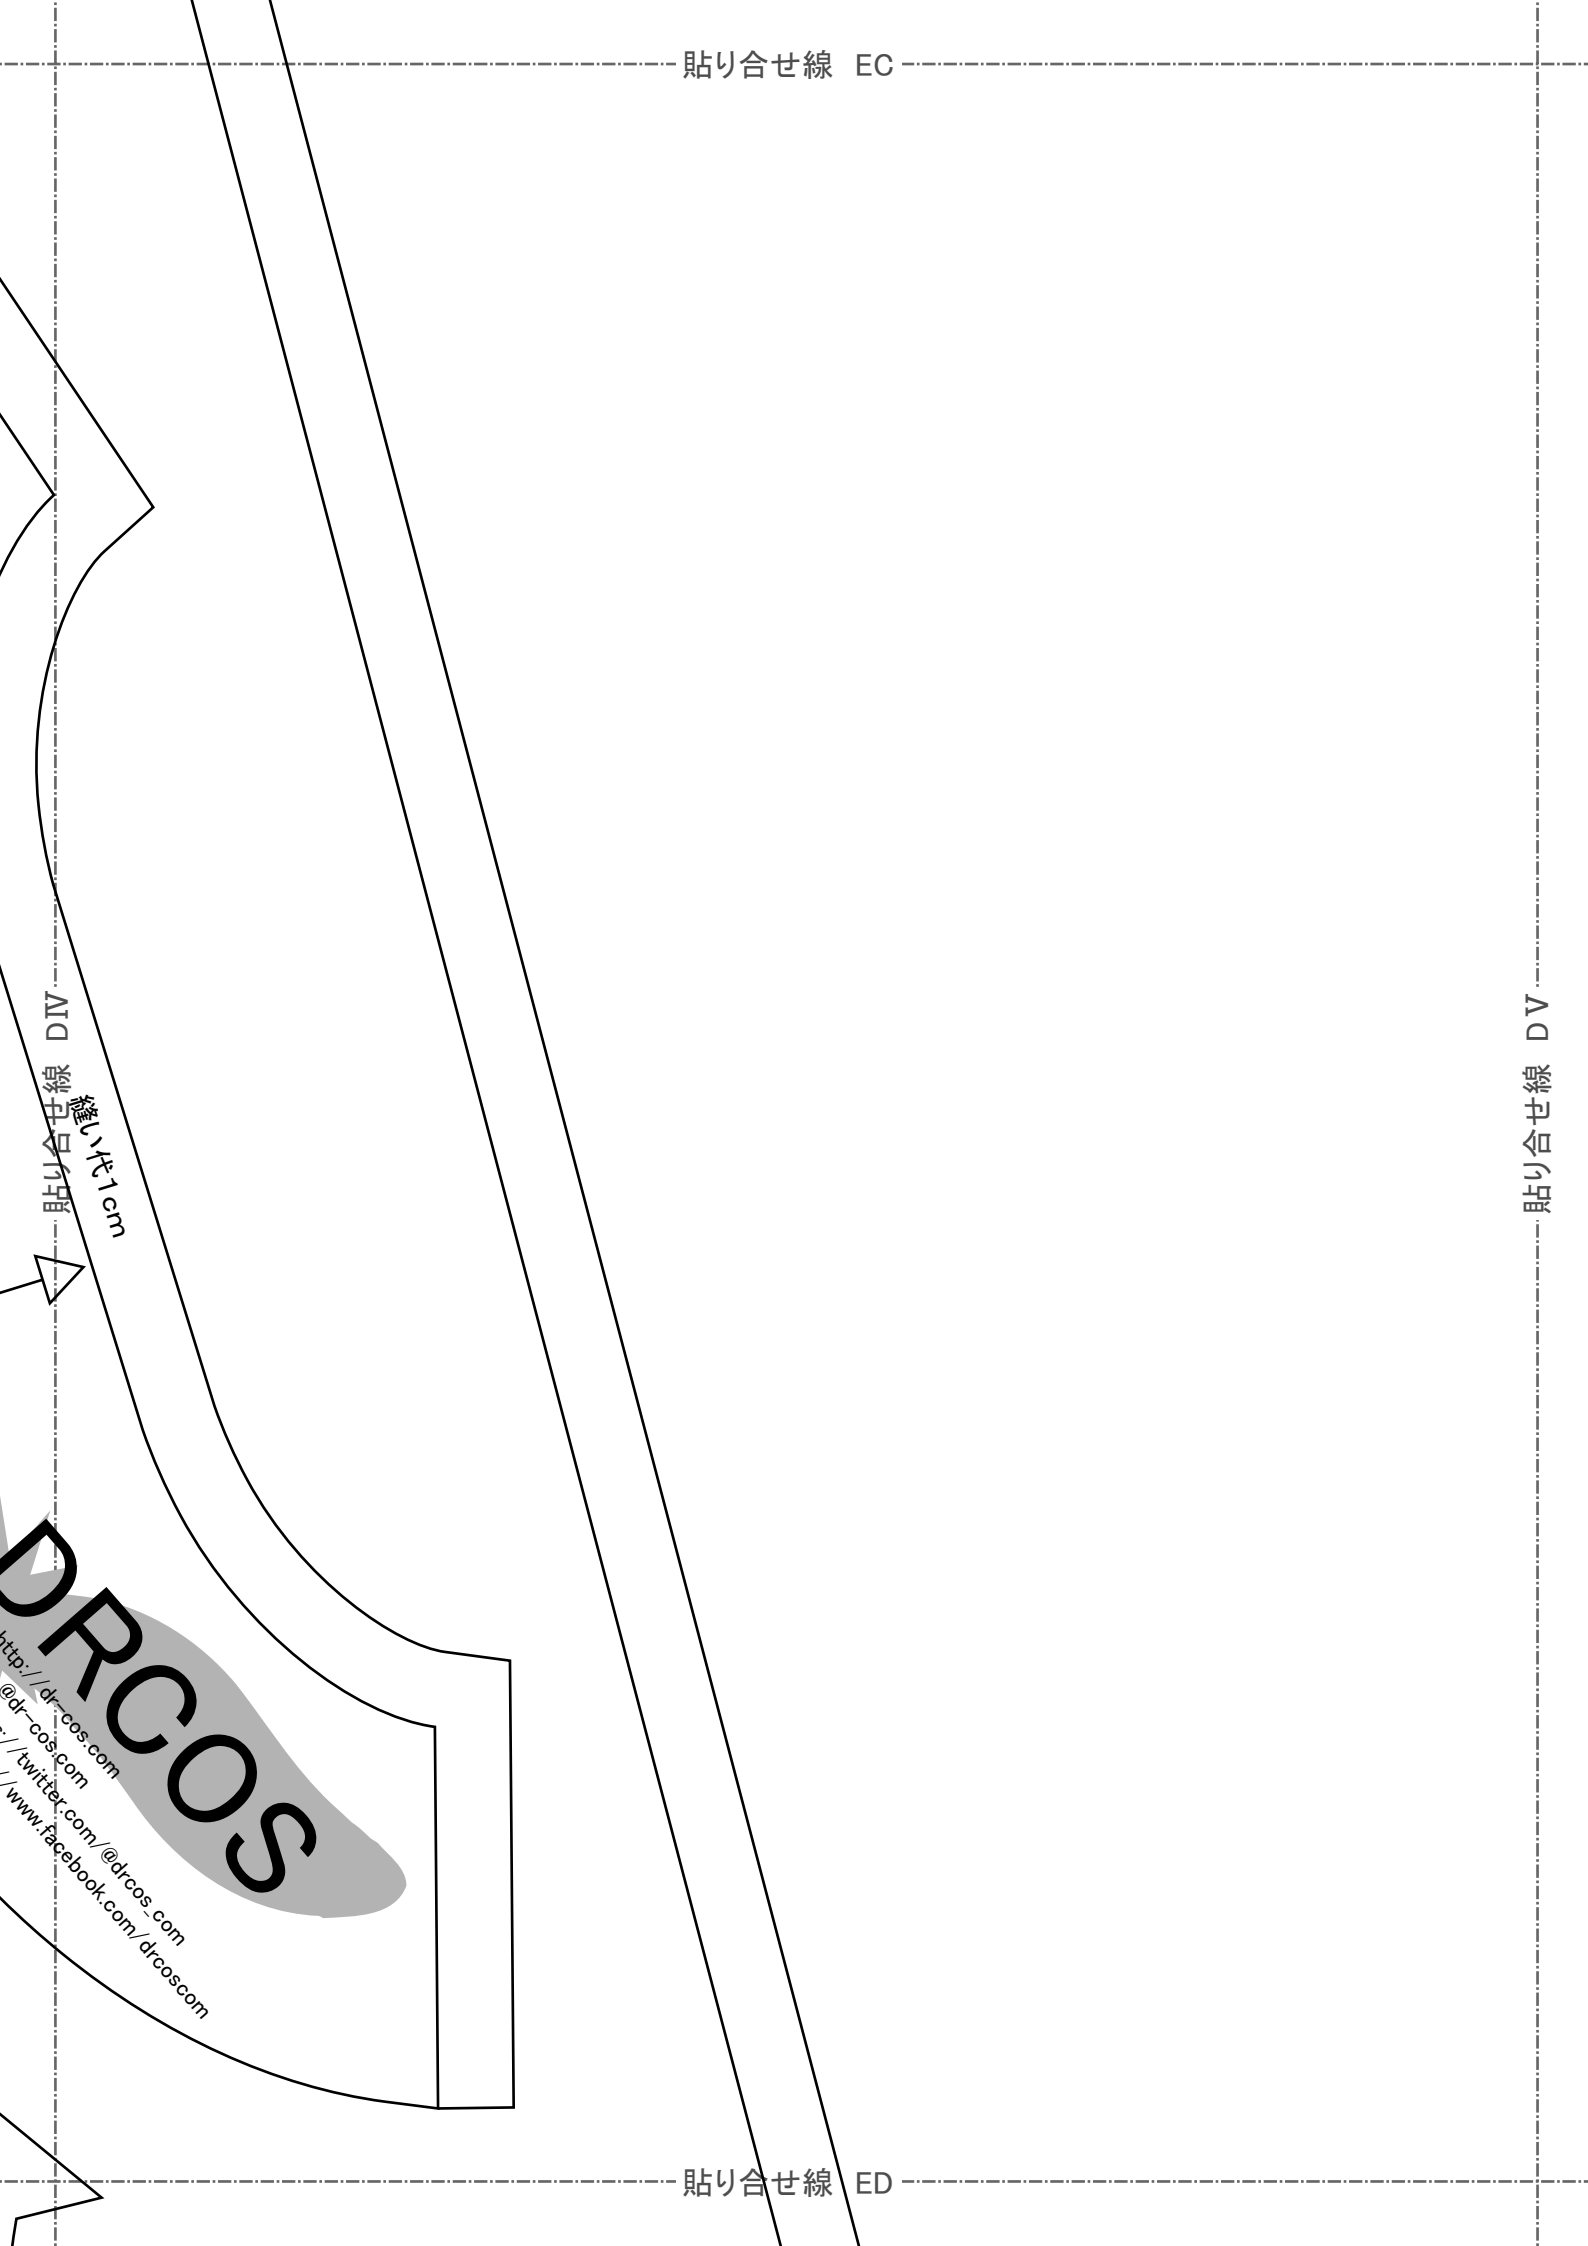 貼り合せ線 EC
貼り合せ線 DⅣ
貼り合せ線 DⅤ
縫い代1cm
DRCOS
http://dr-cos.com
@dr-cos.com
://twitter.com/@drcos_com
//www.facebook.com/drcoscom
貼り合せ線 ED